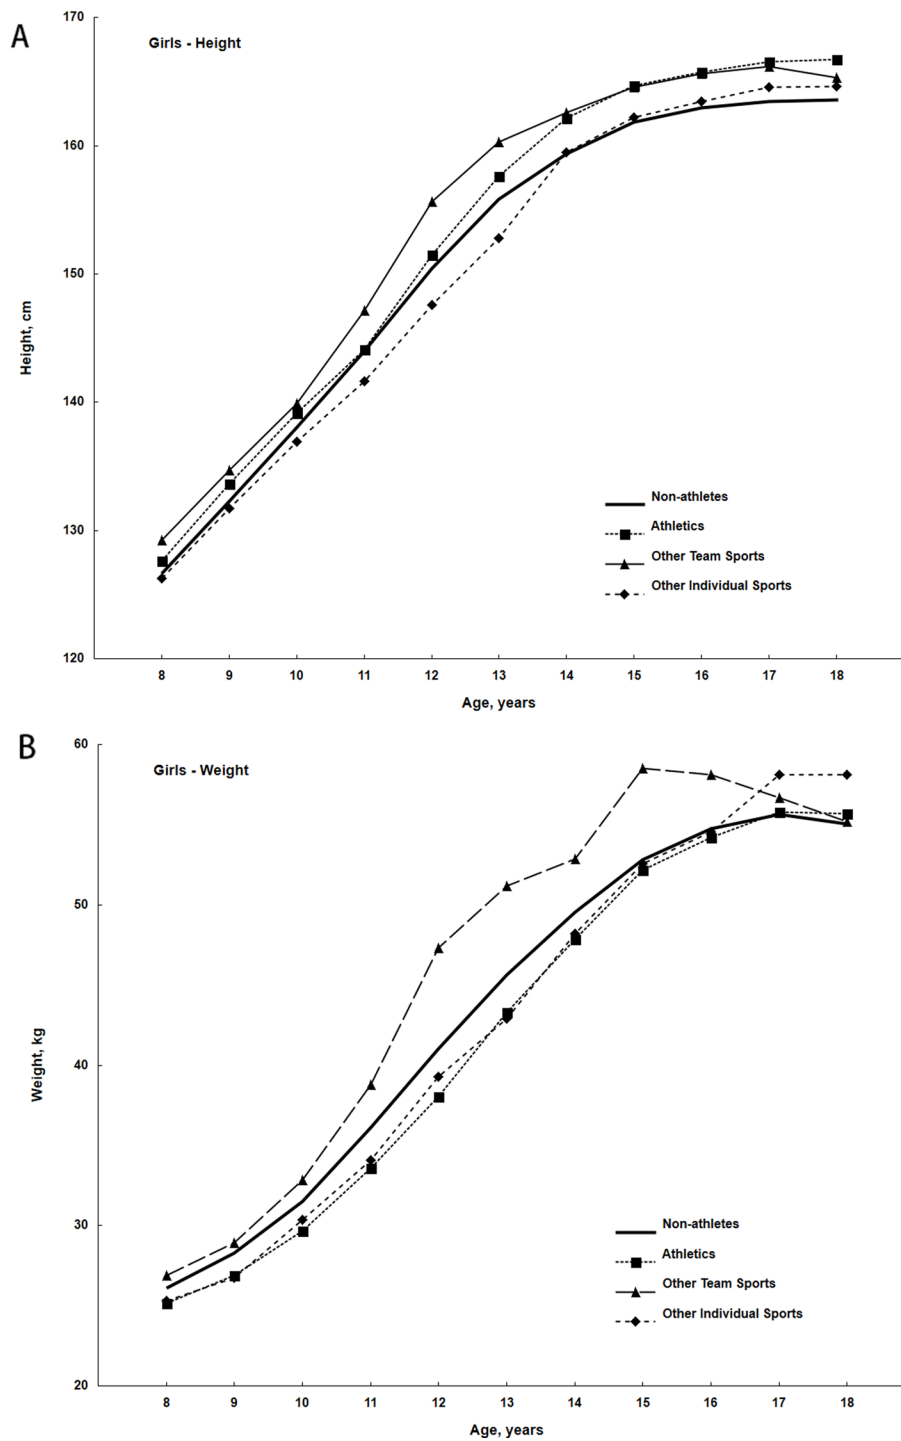 A
Girls - Height
170
160
150
140
130
120
Height, cm
Non-athletes
Athletics
Other Team Sports
Other Individual Sports
8 9 10 11 12 13 14 15 16 17 18
Age, years
B
Girls - Weight
60
50
40
30
20
Weight, kg
Non-athletes
Athletics
Other Team Sports
Other Individual Sports
8 9 10 11 12 13 14 15 16 17 18
Age, years